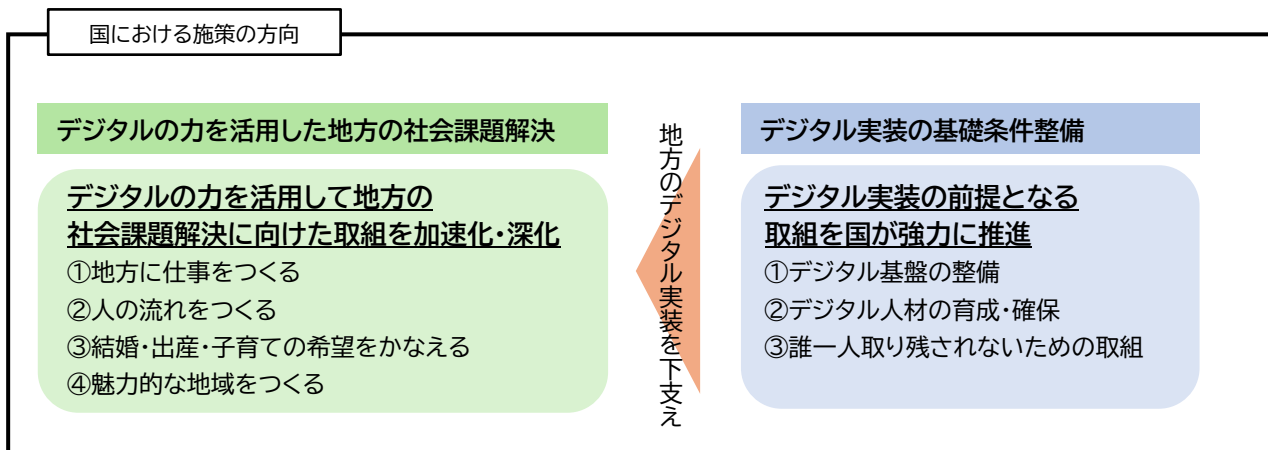 国における施策の方向
デジタルの力を活用した地方の社会課題解決
デジタルの力を活用して地方の
社会課題解決に向けた取組を加速化・深化
①地方に仕事をつくる
②人の流れをつくる
③結婚・出産・子育ての希望をかなえる
④魅力的な地域をつくる
地方のデジタル実装を下支え
デジタル実装の基礎条件整備
デジタル実装の前提となる
取組を国が強力に推進
①デジタル基盤の整備
②デジタル人材の育成・確保
③誰一人取り残されないための取組